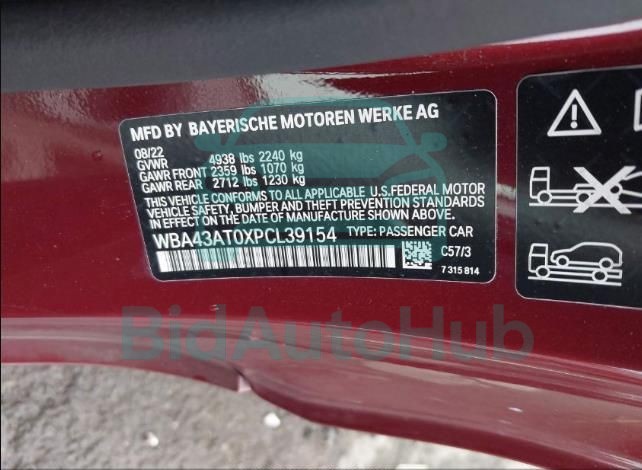 MFD BY BAYERISCHE MOTOREN WERKE AG
08/22
GVWR 4938 lbs 2240 kg
GAWR FRONT 2359 lbs 1070 kg
GAWR REAR 2712 lbs 1230 kg
THIS VEHICLE CONFORMS TO ALL APPLICABLE U.S.FEDERAL MOTOR
VEHICLE SAFETY, BUMPER AND THEFT PREVENTION STANDARDS
IN EFFECT ON THE DATE OF MANUFACTURE SHOWN ABOVE.
WBA43AT0XPCL39154 TYPE: PASSENGER CAR
C57/3
7 315 814
BidAutoHub